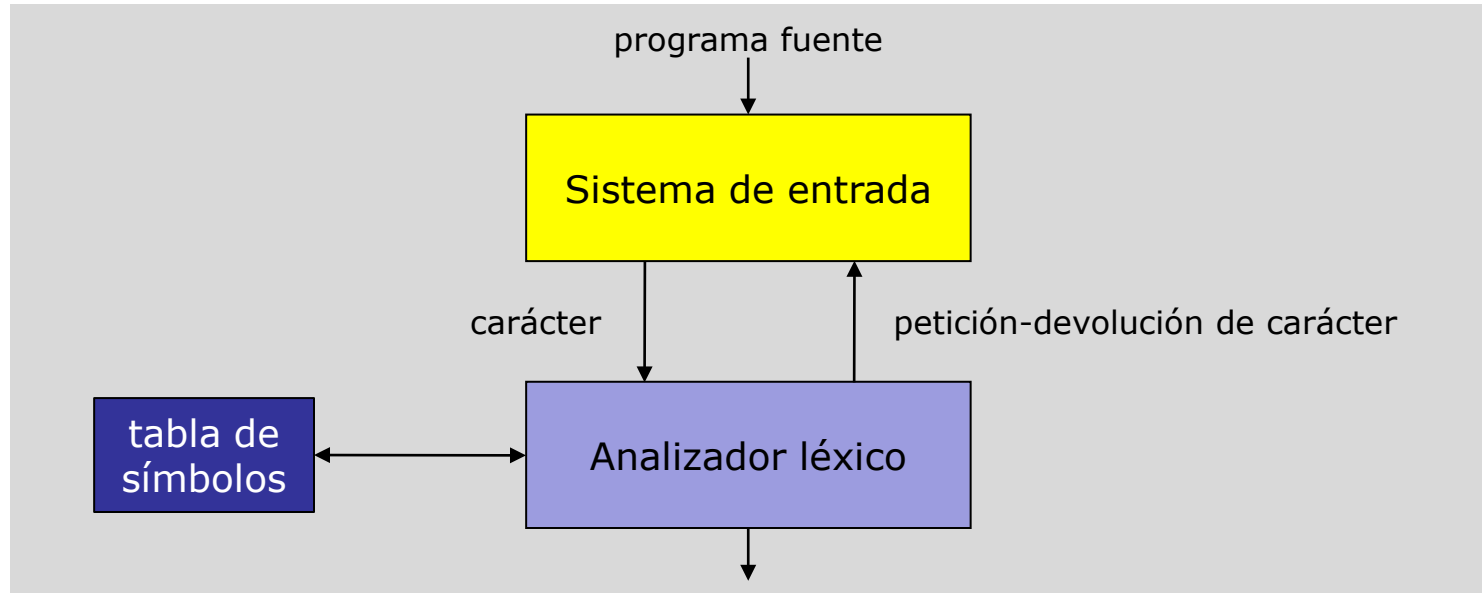 programa fuente
Sistema de entrada
carácter
petición-devolución de carácter
tabla de
símbolos
Analizador léxico